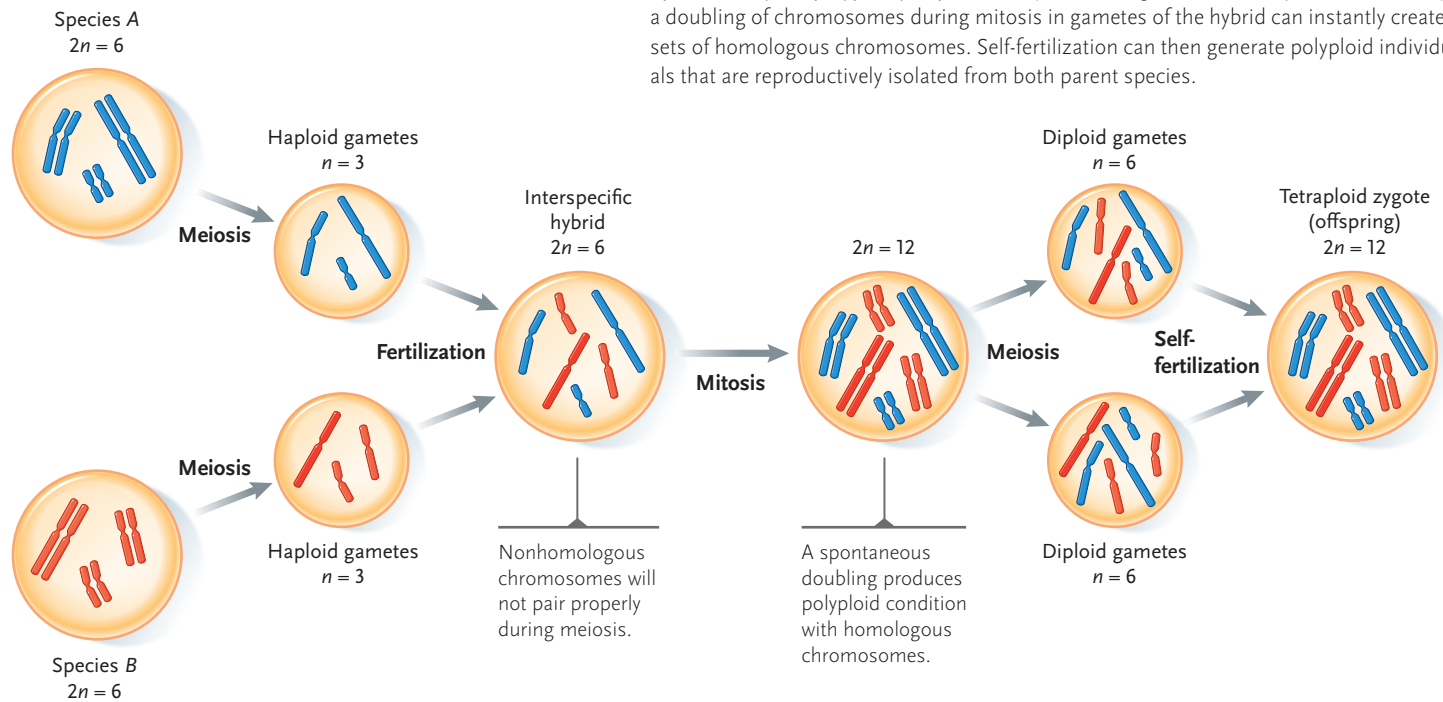 a doubling of chromosomes during mitosis in gametes of the hybrid can instantly create
sets of homologous chromosomes. Self-fertilization can then generate polyploid individu-
als that are reproductively isolated from both parent species.
Species A
2n = 6
Haploid gametes
n = 3
Meiosis
Interspecific
hybrid
2n = 6
Fertilization
Meiosis
Haploid gametes
n = 3
Species B
2n = 6
Nonhomologous
chromosomes will
not pair properly
during meiosis.
Mitosis
2n = 12
A spontaneous
doubling produces
polyploid condition
with homologous
chromosomes.
Meiosis
Diploid gametes
n = 6
Diploid gametes
n = 6
Self-
fertilization
Tetraploid zygote
(offspring)
2n = 12